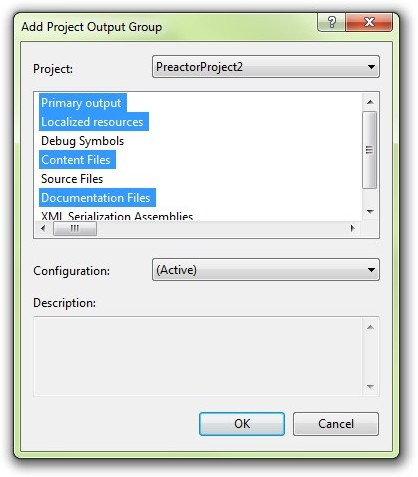 Add Project Output Group
Project: PreactorProject2
Primary output
Localized resources
Debug Symbols
Content Files
Source Files
Documentation Files
XML Serialization Assemblies
Configuration: (Active)
Description:
OK Cancel